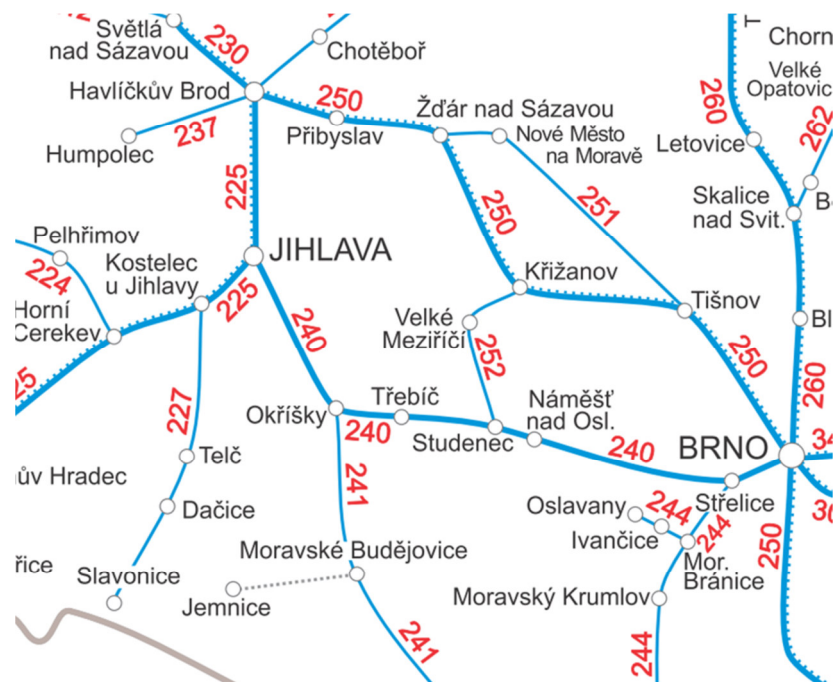 Světlá
nad Sázavou
230
Chotěboř
Chorn
Havlíčkův Brod
250
Velké
Opatovic
260
262
237
Humpolec
Přibyslav
Žďár nad Sázavou
Nové Město
na Moravě
Letovice
225
250
251
Skalice
nad Svit.
Pelhřimov
224
Kostelec
u Jihlavy
JIHLAVA
225
Horní
Cerekev
Křižanov
Tišnov
Velké
Meziříčí
240
252
250
Bl
260
25
227
Okříšky
Třebíč
240
Studenec
Náměšť
nad Osl.
240
BRNO
34
ův Hradec
Telč
241
Střelice
30
Dačice
Oslavany
244
Ivančice
244
Mor.
Bránice
250
řice
Moravské Budějovice
Slavonice
Jemnice
Moravský Krumlov
241
244